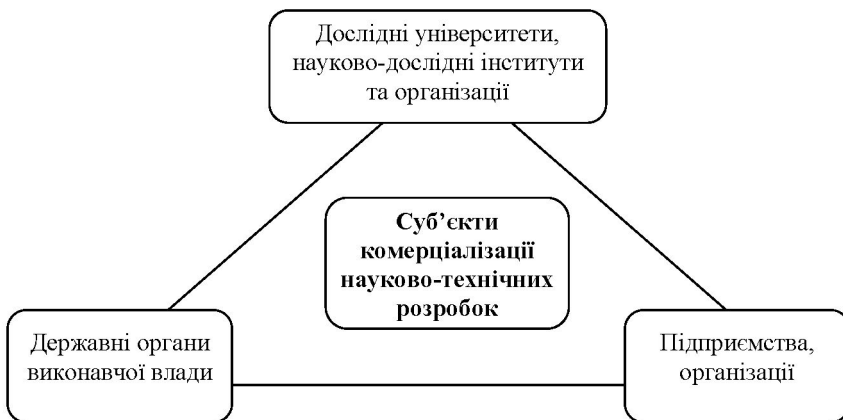 Дослідні університети,
науково-дослідні інститути
та організації
Суб’єкти
комерціалізації
науково-технічних
розробок
Державні органи
виконавчої влади
Підприємства,
організації